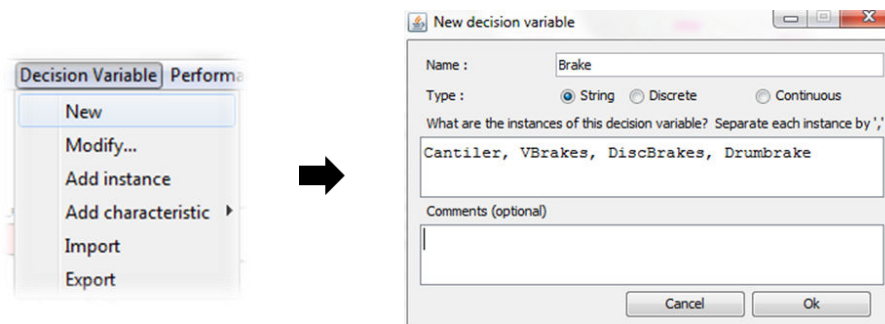 Decision Variable Performa
New
Modify...
Add instance
Add characteristic
Import
Export
New decision variable
Name :
Brake
Type :
String Discrete Continuous
What are the instances of this decision variable? Separate each instance by ','
Cantiler, VBrakes, DiscBrakes, Drumbrake
Comments (optional)
Cancel Ok